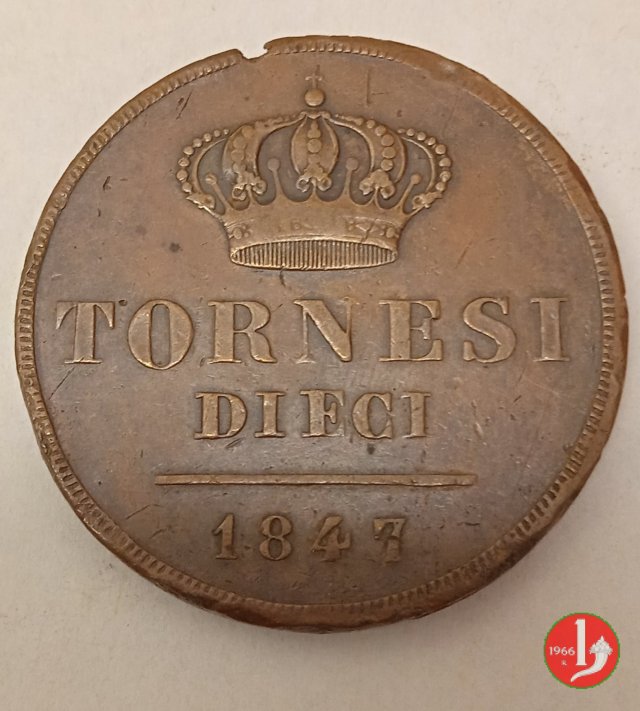 TORNESI
DIECI
1847
1966
R